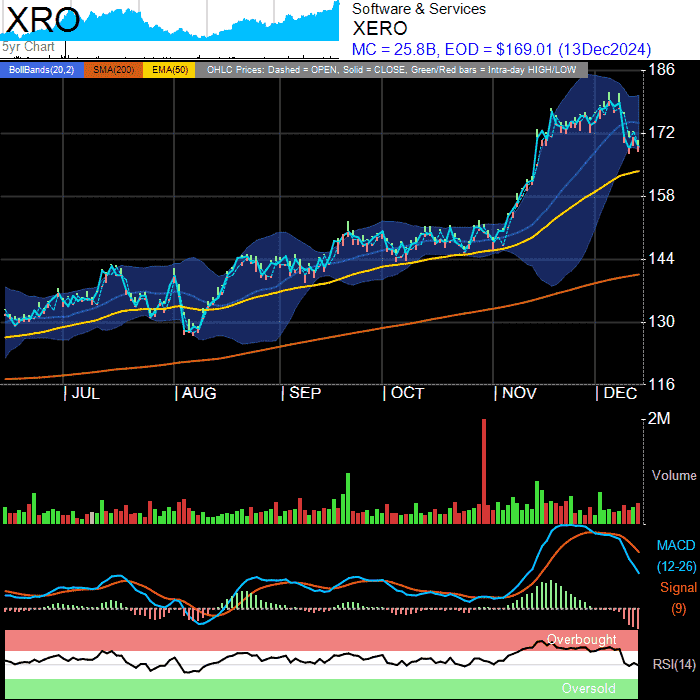 XRO
5yr Chart
Software & Services
XERO
MC = 25.8B, EOD = $169.01 (13Dec2024)
BollBands(20,2) SMA(200) EMA(50) OHLC Prices: Dashed = OPEN, Solid = CLOSE, Green/Red bars = Intra-day HIGH/LOW
186
172
158
144
130
116
JUL AUG SEP OCT NOV DEC
2M
Volume
MACD
(12-26)
Signal
(9)
Overbought
RSI(14)
Oversold